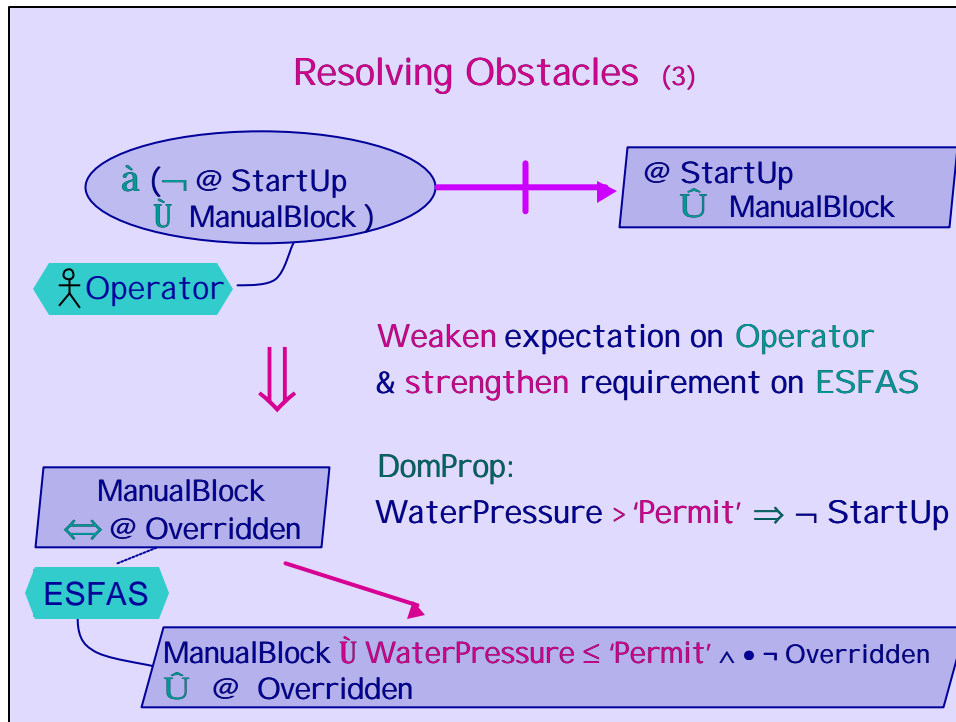 Resolving Obstacles (3)
à (¬ @ StartUp
Ù ManualBlock )
@ StartUp
Û ManualBlock
Operator
Weaken expectation on Operator
& strengthen requirement on ESFAS
⇓
DomProp:
WaterPressure > ‘Permit’ ⇒ ¬ StartUp
ManualBlock
⇔ @ Overridden
ESFAS
ManualBlock Ù WaterPressure ≤ ‘Permit’ ∧ • ¬ Overridden
Û @ Overridden